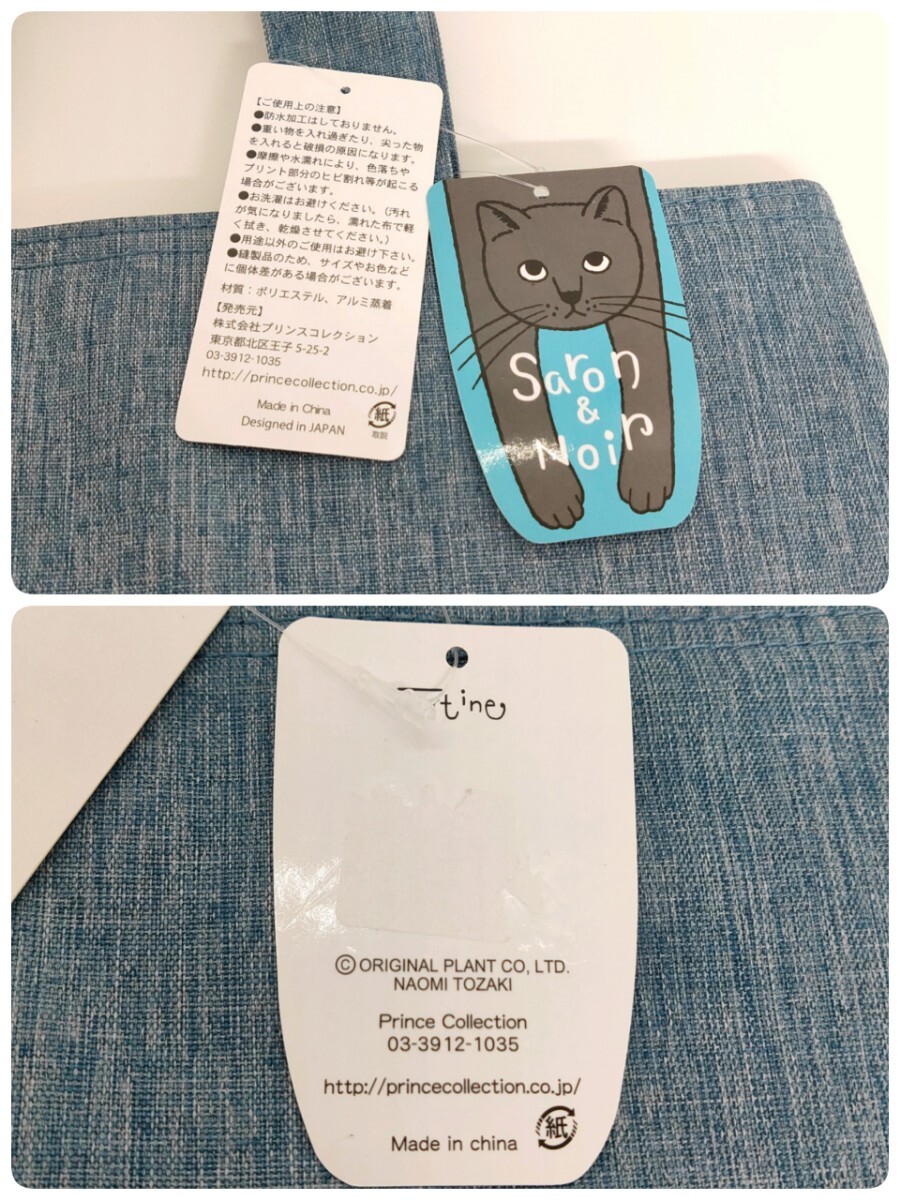 【ご使用上の注意】
●防水加工はしておりません。
●重い物を入れ過ぎたり、尖った物
を入れると破損の原因になります。
●摩擦や水濡れにより、色落ちや
プリント部分のヒビ割れ等が起こる
場合がございます。
●お洗濯はお避けください。（汚れ
が気になりましたら、濡れた布で軽
く拭き、乾燥させてください。）
●用途以外のご使用はお避け下さい。
●縫製品のため、サイズやお色など
に個体差がある場合がございます。
材質：ポリエステル、アルミ蒸着
【発売元】
株式会社プリンスコレクション
東京都北区王子5-25-2
03-3912-1035
http://princecollection.co.jp/
Made in China
Designed in JAPAN
紙
取説
Saron
&
Noir
©ORIGINAL PLANT CO, LTD.
NAOMI TOZAKI
Prince Collection
03-3912-1035
http://princecollection.co.jp/
Made in china
紙